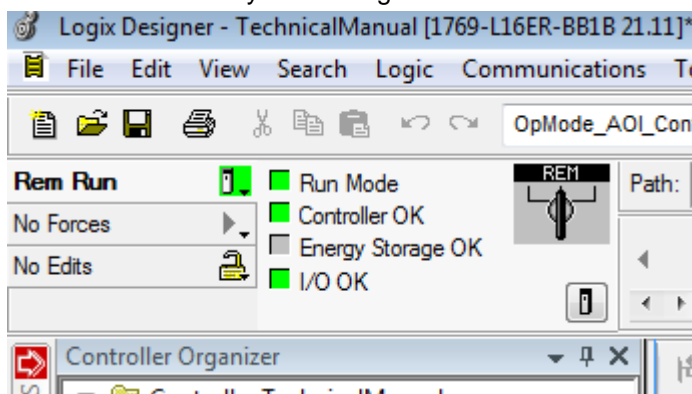 Logix Designer - TechnicalManual [1769-L16ER-BB1B 21.11]*
File Edit View Search Logic Communications
OpMode_AOI_Con
Rem Run
No Forces
No Edits
Run Mode
Controller OK
Energy Storage OK
I/O OK
REM
Path:
Controller Organizer